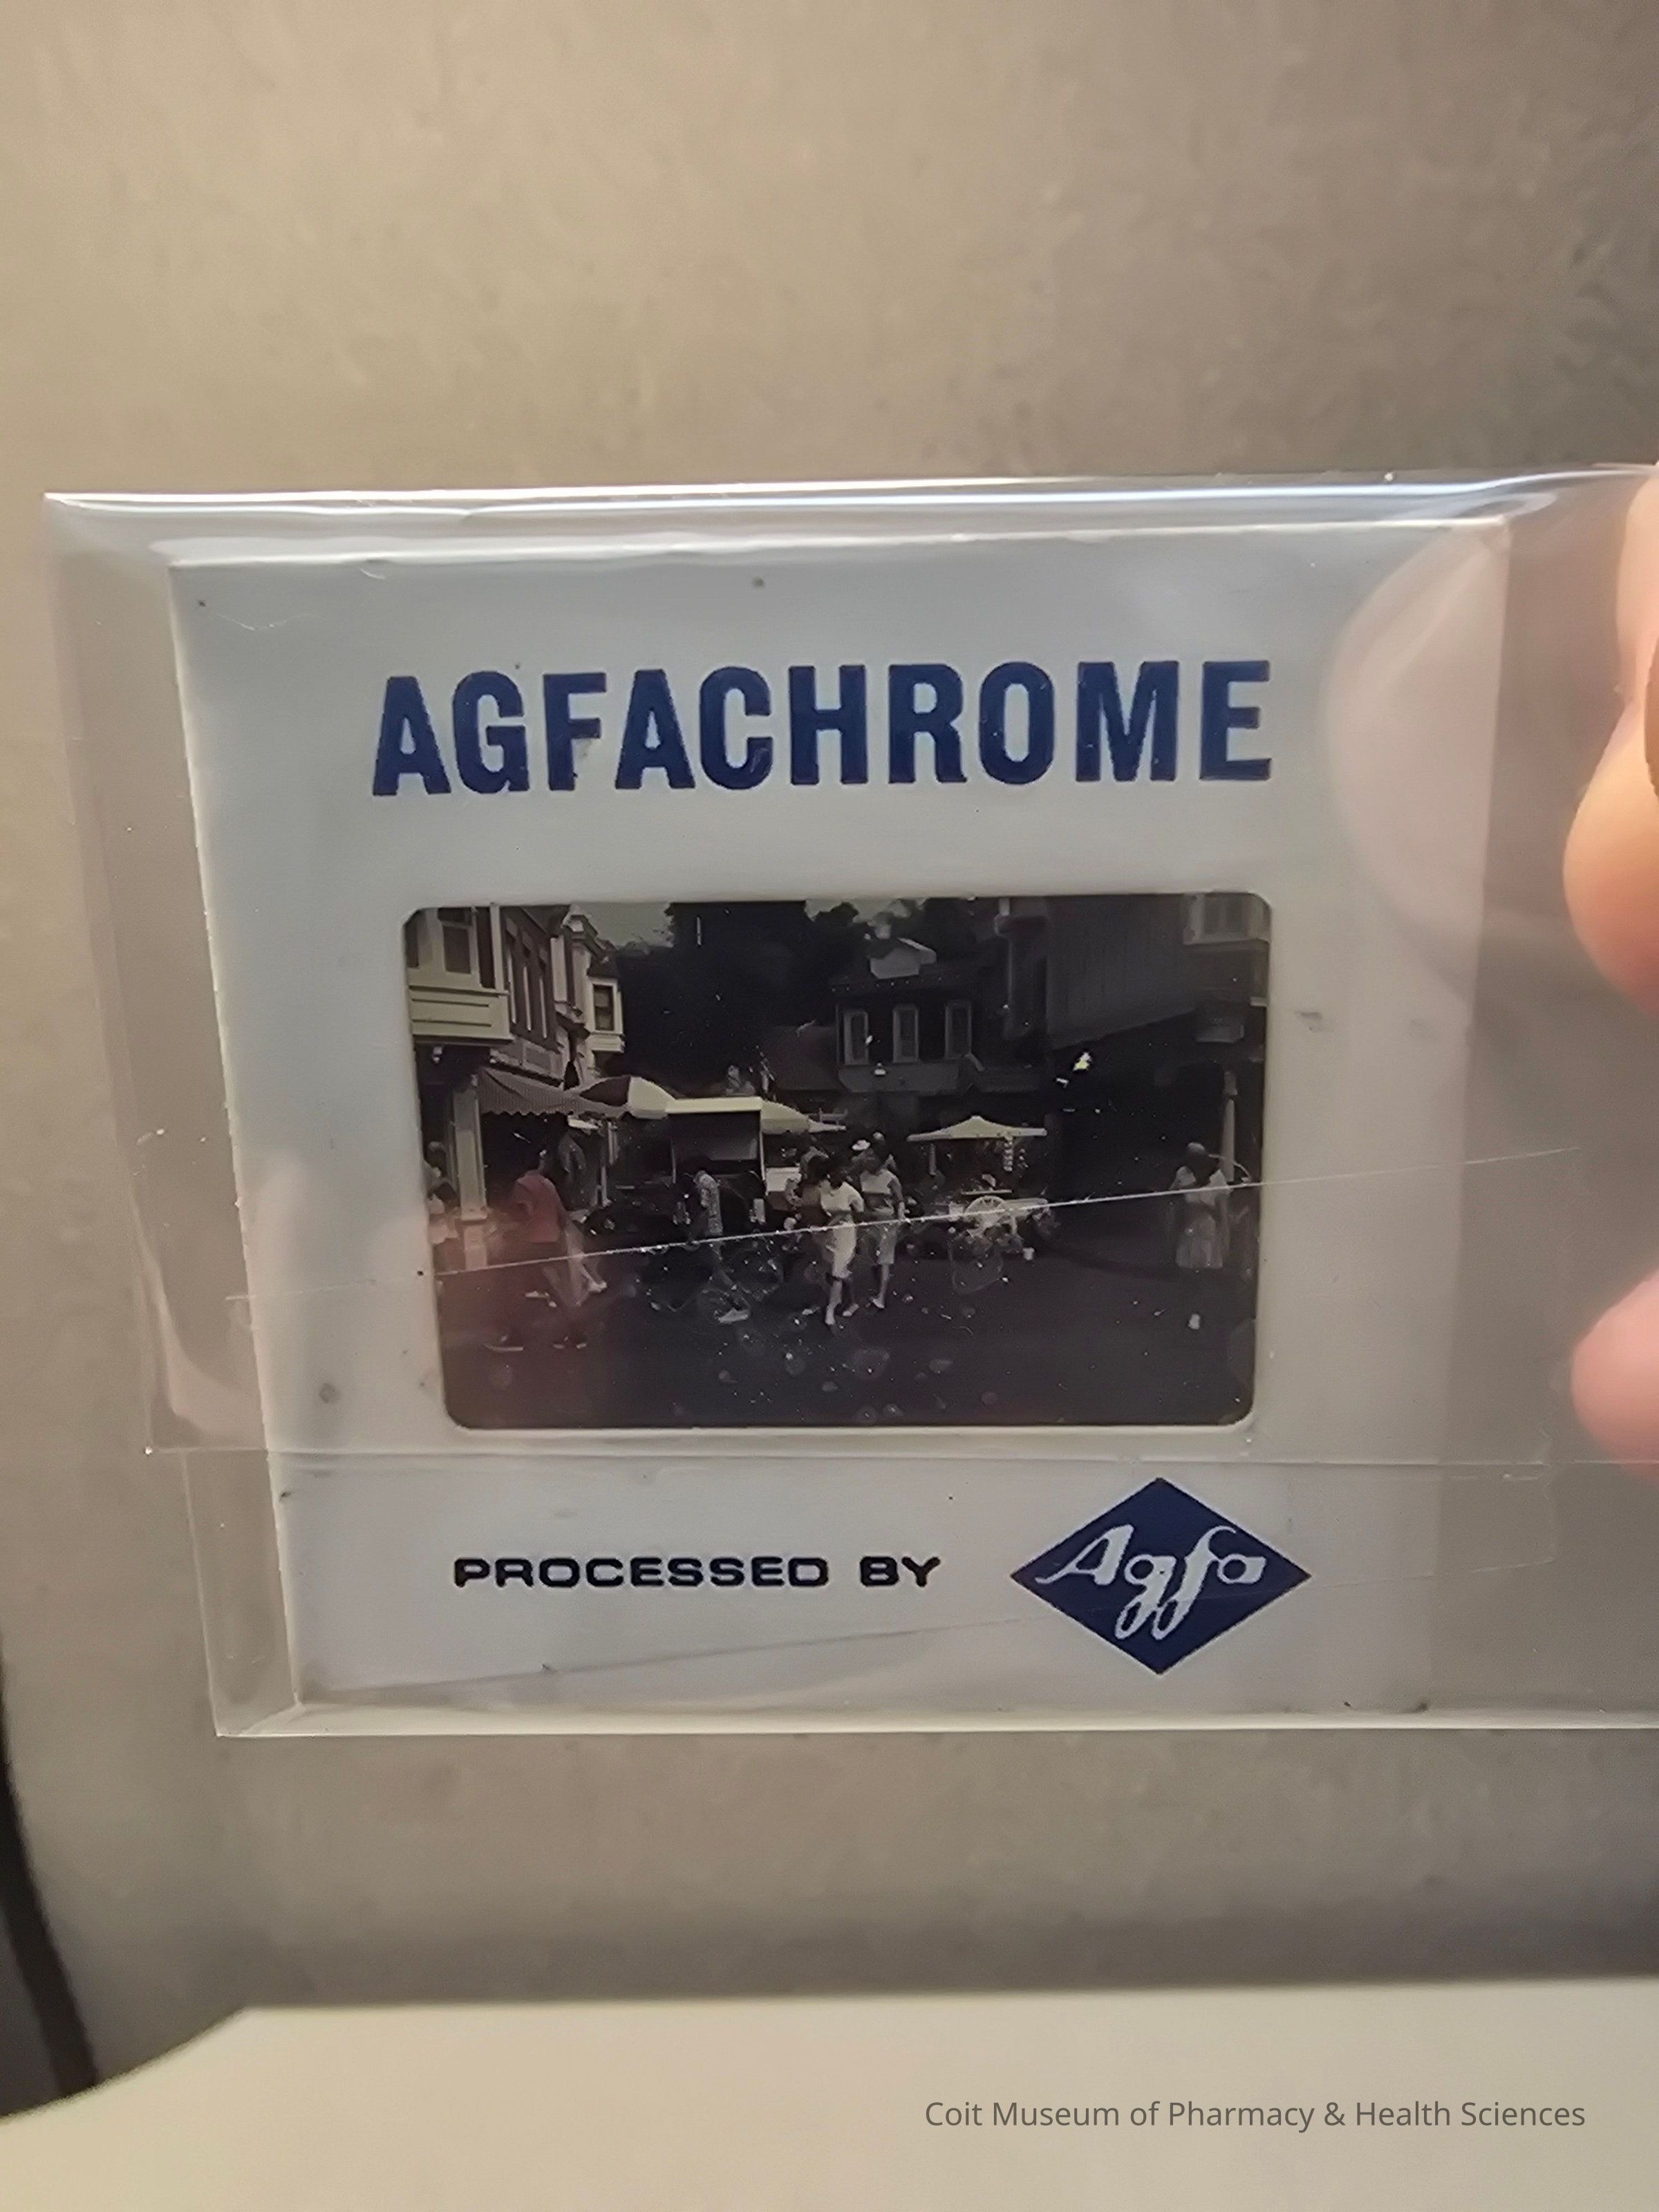 AGFACHROME
PROCESSED BY Agfa
Coit Museum of Pharmacy & Health Sciences